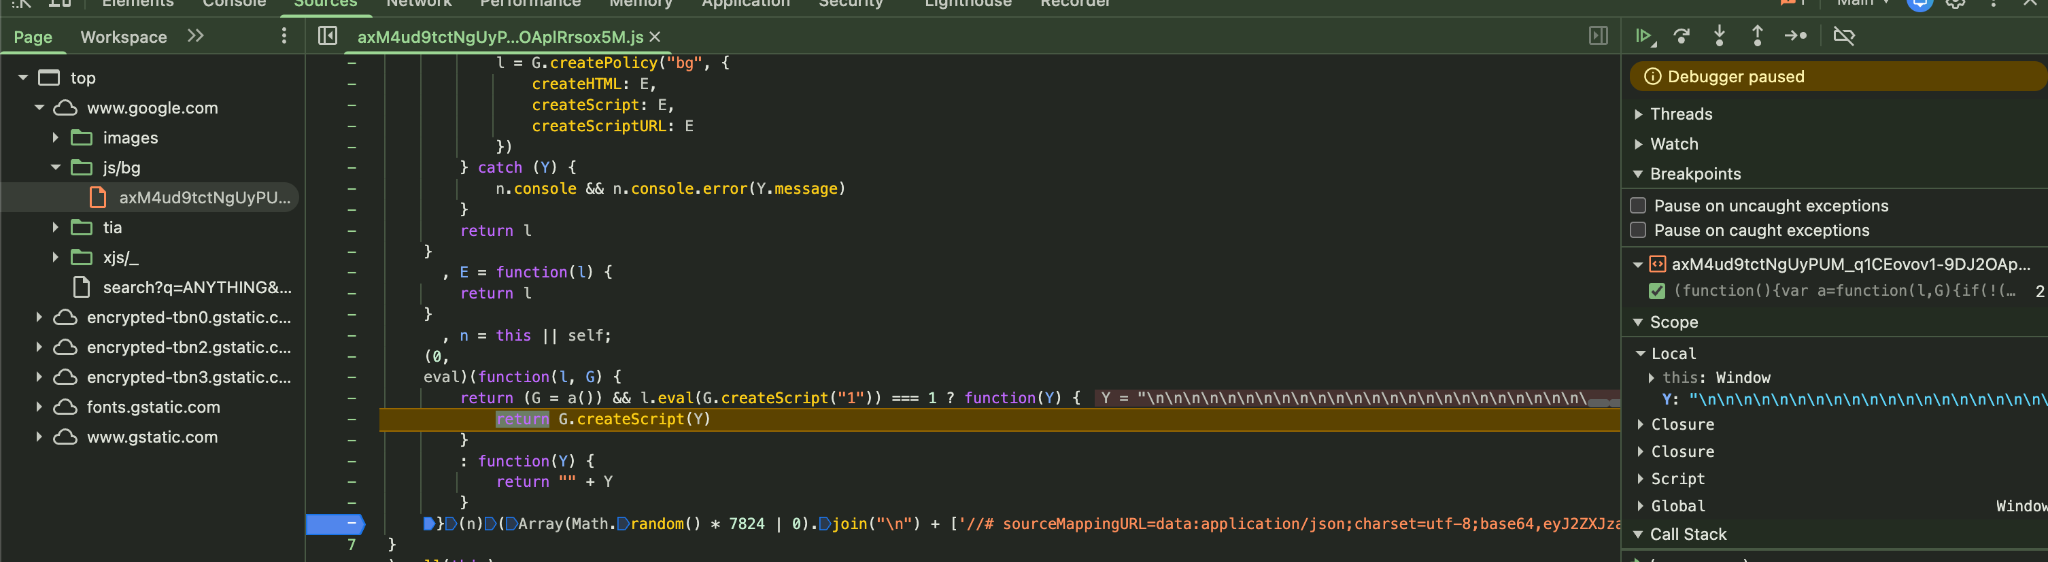 Elements Console Sources Network Performance Memory Application Security Lighthouse Recorder 1 Main
Page Workspace
axM4ud9tctNgUyP...OAplRrsox5M.js
top
www.google.com
images
js/bg
axM4ud9tctNgUyPU...
tia
xjs/_
search?q=ANYTHING&...
encrypted-tbn0.gstatic.c...
encrypted-tbn2.gstatic.c...
encrypted-tbn3.gstatic.c...
fonts.gstatic.com
www.gstatic.com
l = G.createPolicy("bg", {
createHTML: E,
createScript: E,
createScriptURL: E
})
} catch (Y) {
n.console && n.console.error(Y.message)
}
return l
}
, E = function(l) {
return l
}
, n = this || self;
(0,
eval)(function(l, G) {
return (G = a()) && l.eval(G.createScript("1")) === 1 ? function(Y) { Y = "\n\n\n\n\n\n\n\n\n\n\n\n\n\n\n\n\n\n\n\n\n\n\n\n\
return G.createScript(Y)
}
: function(Y) {
return "" + Y
}
}(n)(Array(Math.random() * 7824 | 0).join("\n") + ['//# sourceMappingURL=data:application/json;charset=utf-8;base64,eyJ2ZXJza
7 }
Debugger paused
Threads
Watch
Breakpoints
Pause on uncaught exceptions
Pause on caught exceptions
axM4ud9tctNgUyPUM_q1CEovov1-9DJ2OAp...
(function(){var a=function(l,G){if(!(… 2
Scope
Local
this: Window
Y: "\n\n\n\n\n\n\n\n\n\n\n\n\n\n\n\n\n\n\n\n
Closure
Closure
Script
Global Window
Call Stack